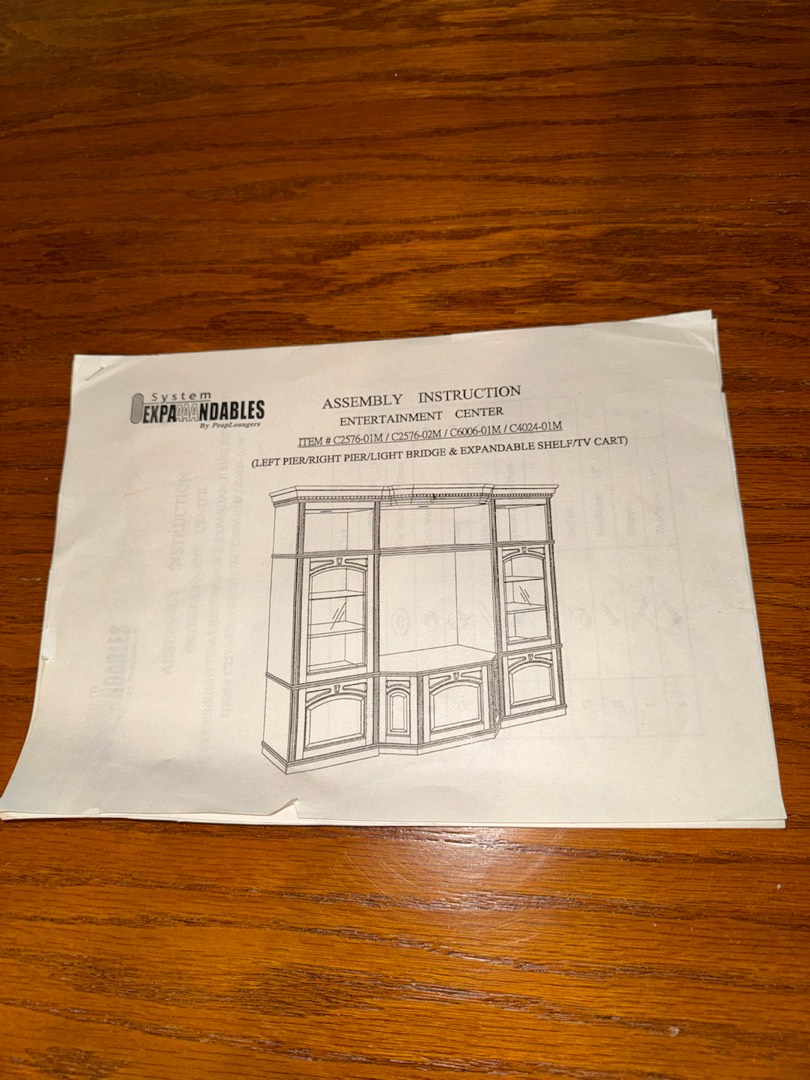 System
EXPAAAANDABLES
By PeopLoungers
ASSEMBLY INSTRUCTION
ENTERTAINMENT CENTER
ITEM # C2576-01M / C2576-02M / C6006-01M / C4024-01M
(LEFT PIER/RIGHT PIER/LIGHT BRIDGE & EXPANDABLE SHELF/TV CART)